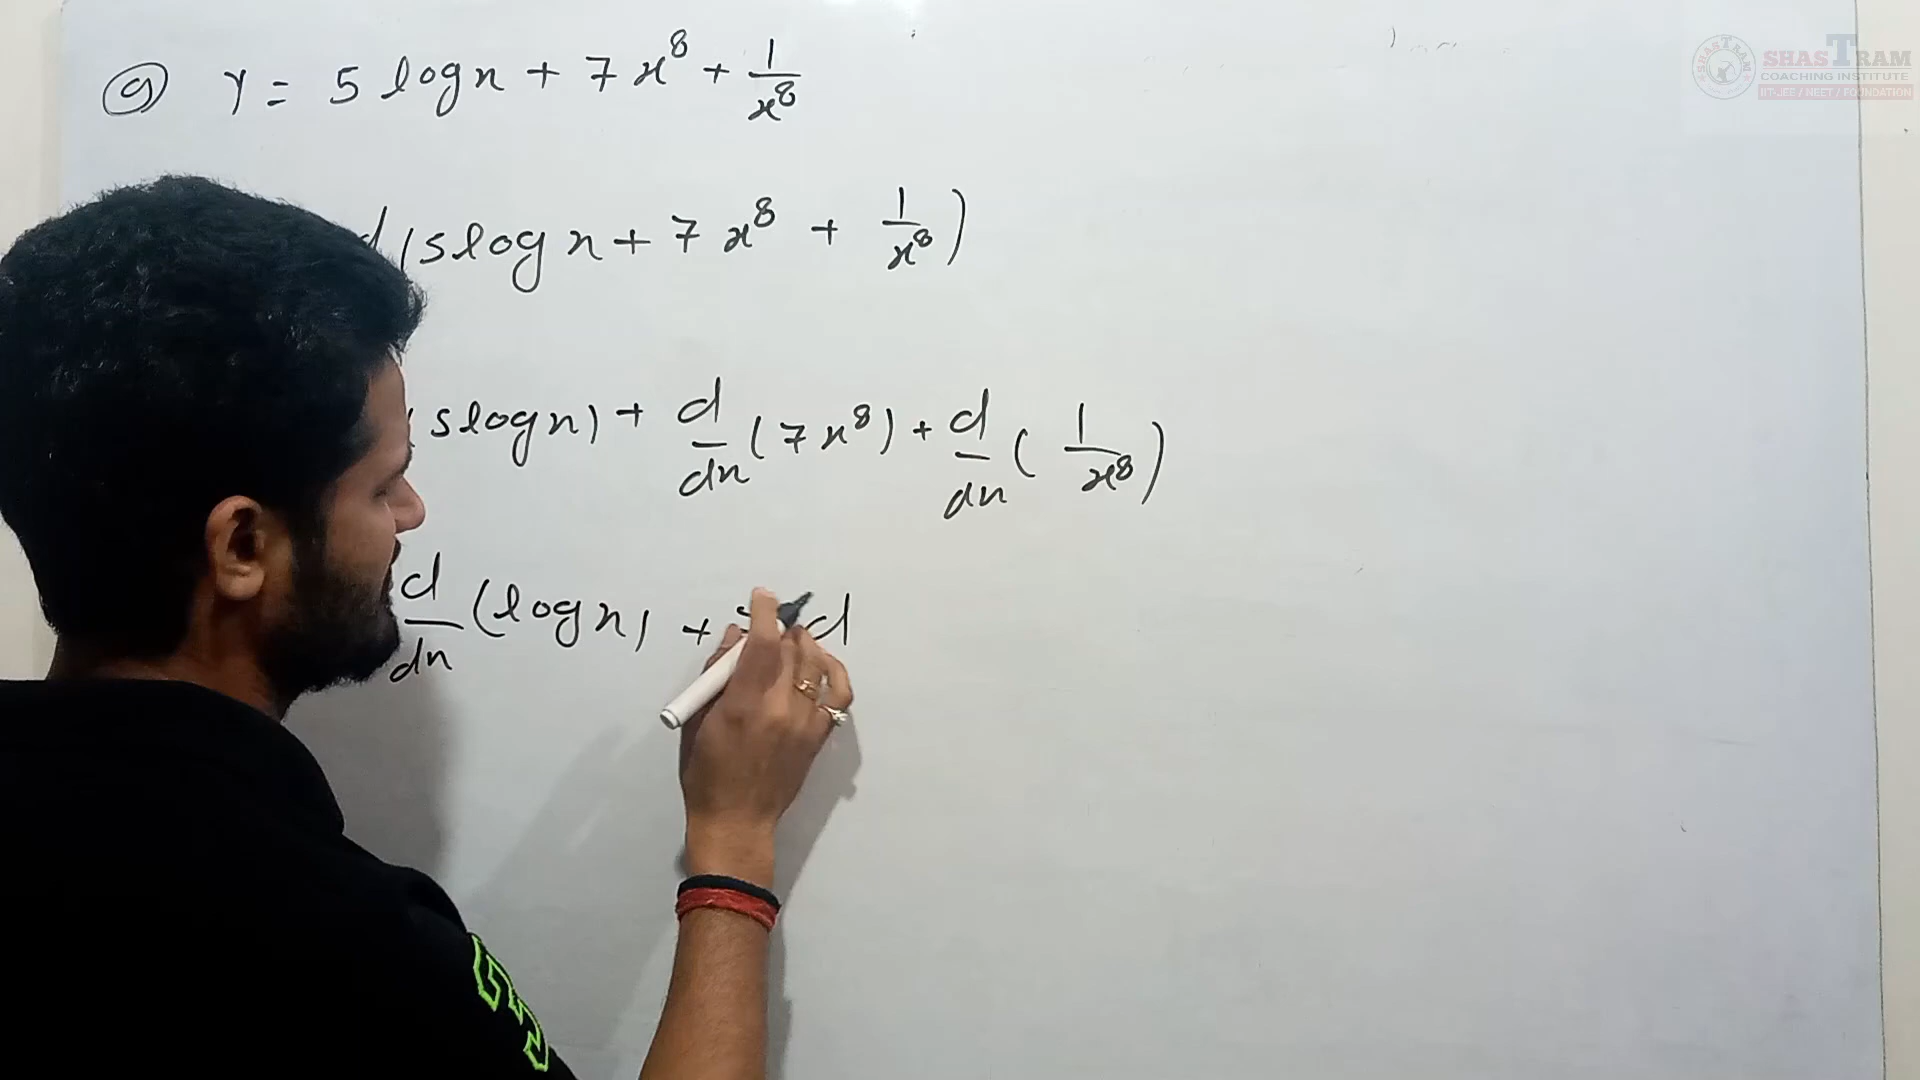 9) Y = 5 log x + 7x⁸ + 1/x⁸
SHASTRAM
COACHING INSTITUTE
IIT-JEE / NEET / FOUNDATION
d (5 log x + 7x⁸ + 1/x⁸)
(5 log x) + d/dx (7x⁸) + d/dx (1/x⁸)
d/dx (log x) + d